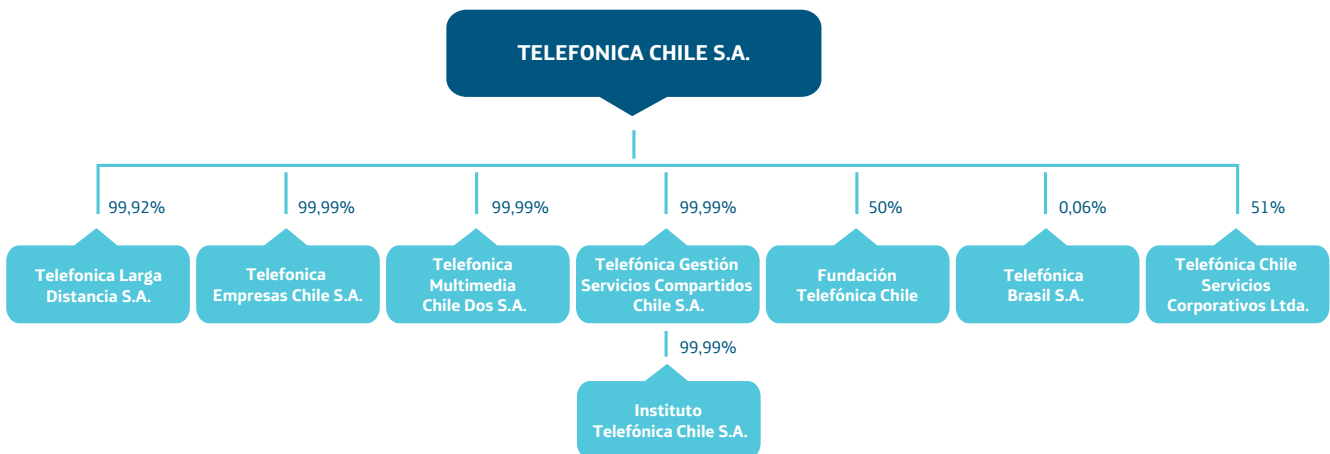 TELEFONICA CHILE S.A.
99,92%
99,99%
99,99%
99,99%
50%
0,06%
51%
Telefonica Larga
Distancia S.A.
Telefonica
Empresas Chile S.A.
Telefonica
Multimedia
Chile Dos S.A.
Telefónica Gestión
Servicios Compartidos
Chile S.A.
Fundación
Telefónica Chile
Telefónica
Brasil S.A.
Telefónica Chile
Servicios
Corporativos Ltda.
99,99%
Instituto
Telefónica Chile S.A.